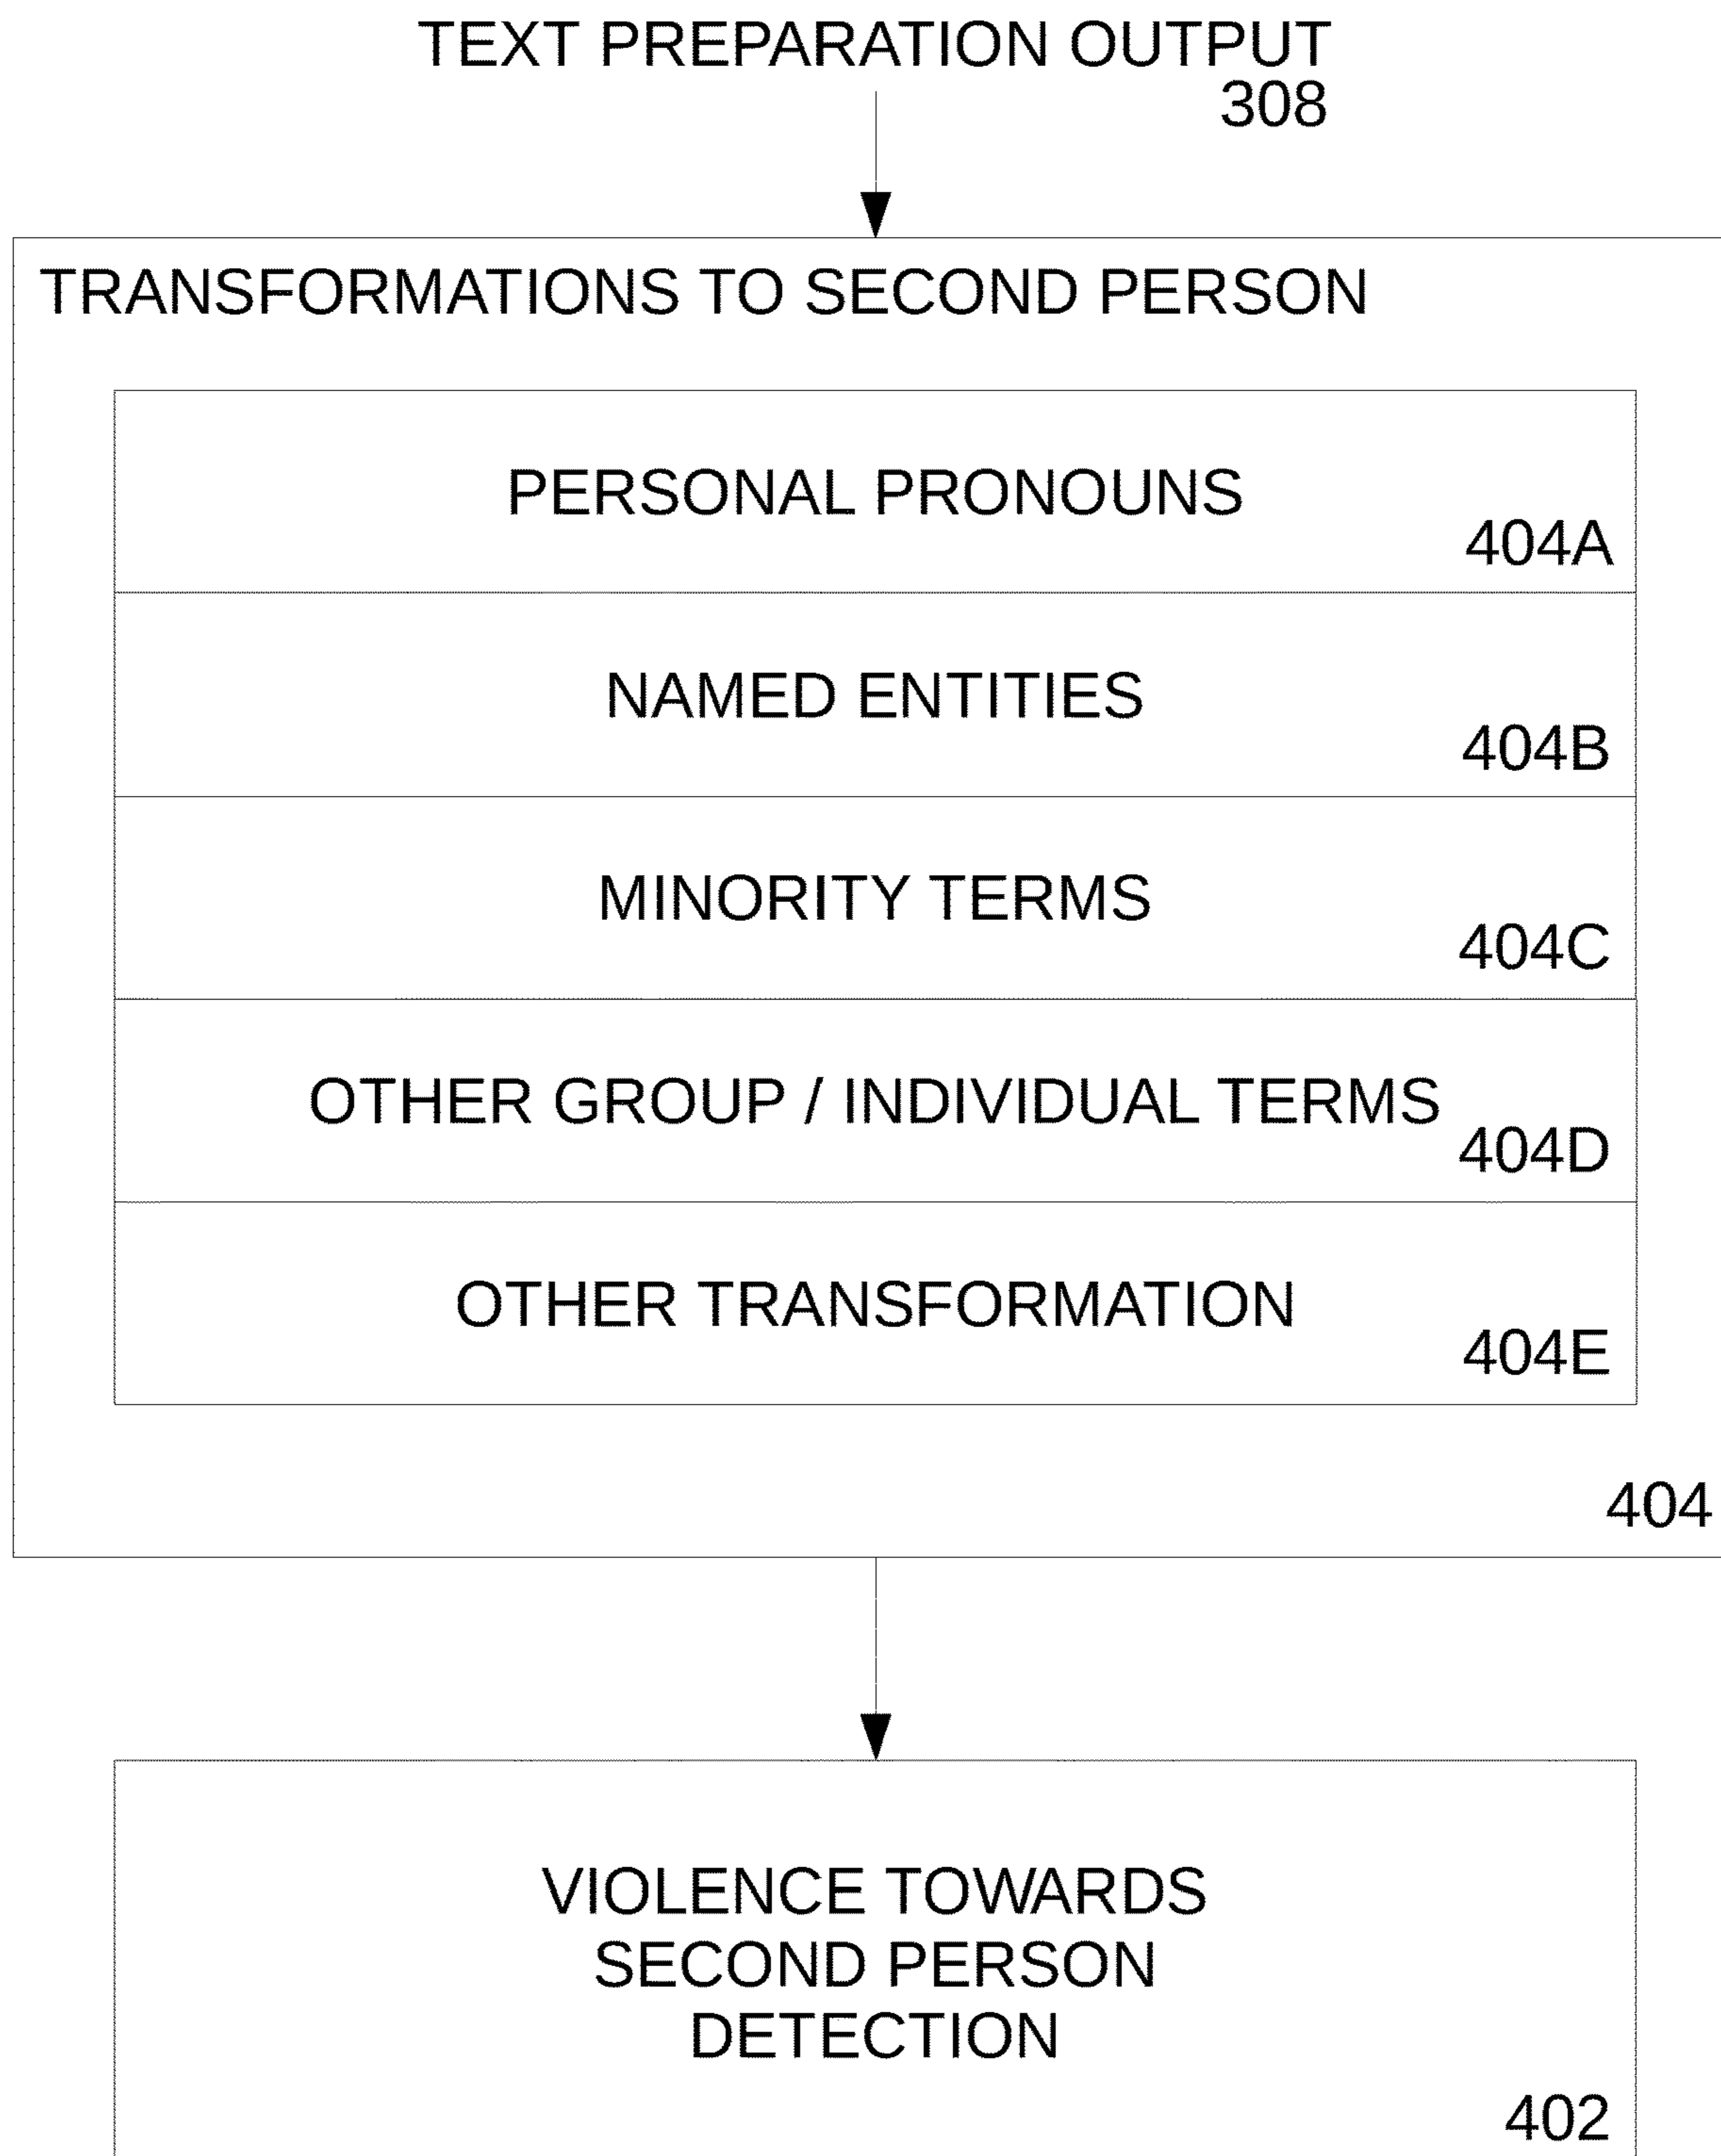 TEXT PREPARATION OUTPUT
308
TRANSFORMATIONS TO SECOND PERSON
PERSONAL PRONOUNS
404A
NAMED ENTITIES
404B
MINORITY TERMS
404C
OTHER GROUP / INDIVIDUAL TERMS
404D
OTHER TRANSFORMATION
404E
404
VIOLENCE TOWARDS
SECOND PERSON
DETECTION
402